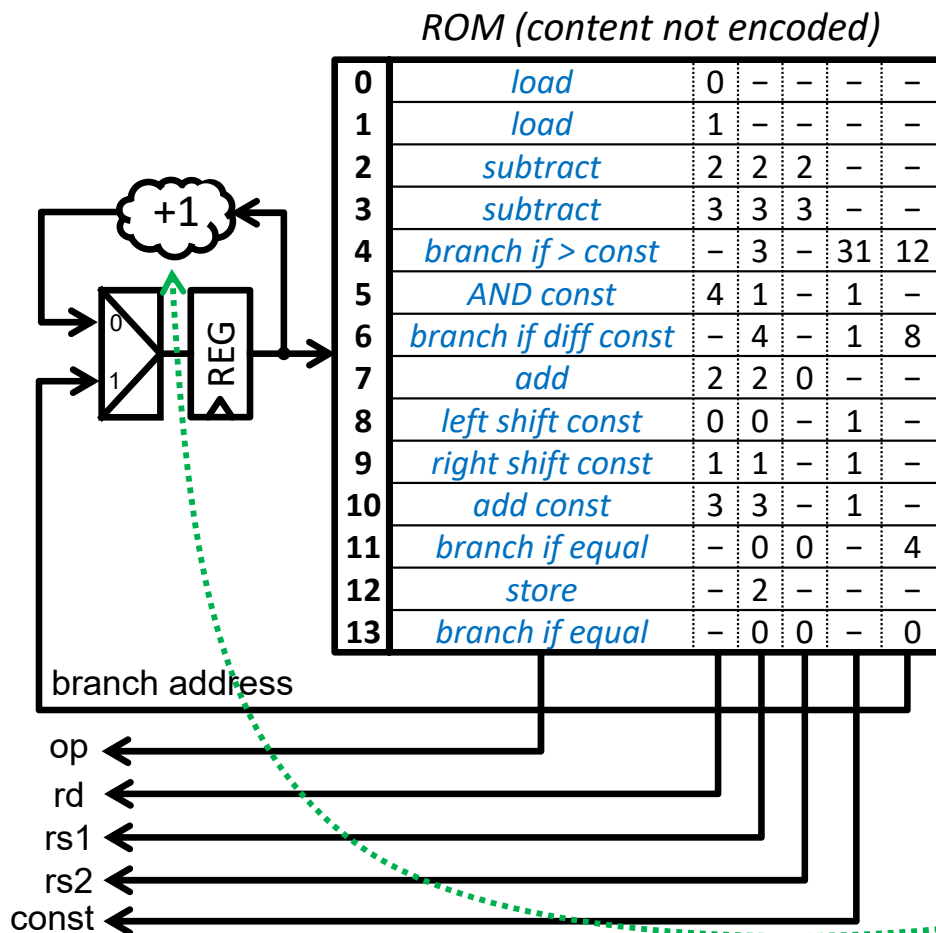 ROM (content not encoded)
0 load 0 – – – –
1 load 1 – – – –
2 subtract 2 2 2 – –
3 subtract 3 3 3 – –
4 branch if > const – 3 – 31 12
5 AND const 4 1 – 1 –
6 branch if diff const – 4 – 1 8
7 add 2 2 0 – –
8 left shift const 0 0 – 1 –
9 right shift const 1 1 – 1 –
10 add const 3 3 – 1 –
11 branch if equal – 0 0 – 4
12 store – 2 – – –
13 branch if equal – 0 0 – 0
+1
0
1
REG
branch address
op
rd
rs1
rs2
const